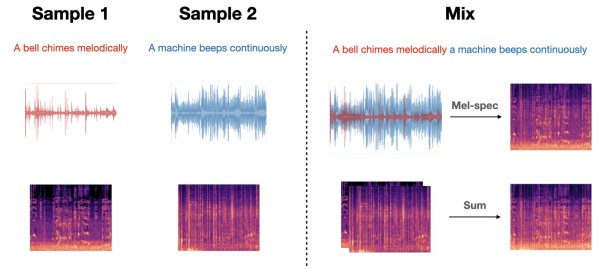 Sample 1
Sample 2
Mix
A bell chimes melodically
A machine beeps continuously
A bell chimes melodically a machine beeps continuously
Mel-spec
Sum